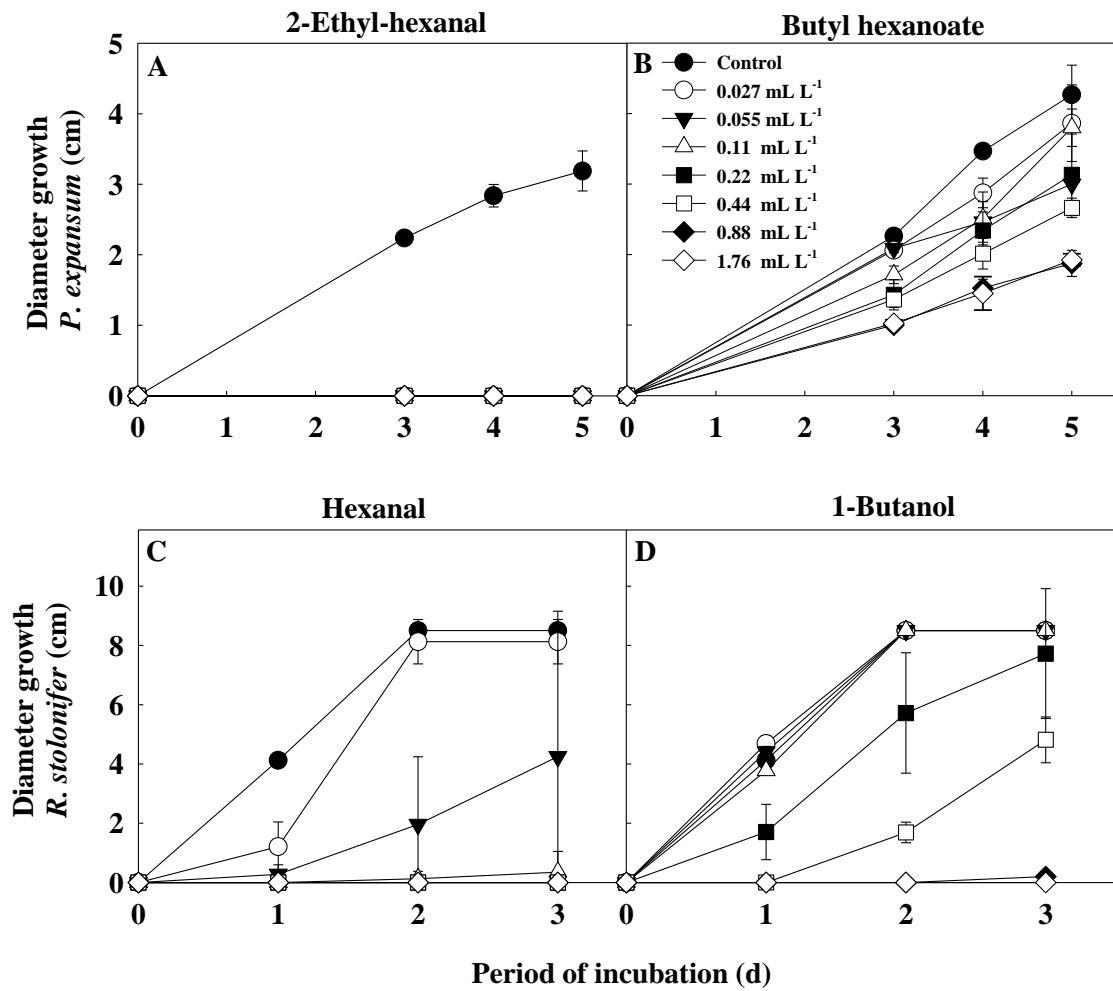 2-Ethyl-hexanal
Butyl hexanoate
A
B
Control
0.027 mL L-1
0.055 mL L-1
0.11 mL L-1
0.22 mL L-1
0.44 mL L-1
0.88 mL L-1
1.76 mL L-1
Diameter growth
P. expansum (cm)
5
4
3
2
1
0
0 1 2 3 4 5
0 1 2 3 4 5
Hexanal
1-Butanol
C
D
Diameter growth
R. stolonifer (cm)
10
8
6
4
2
0
0 1 2 3
0 1 2 3
Period of incubation (d)